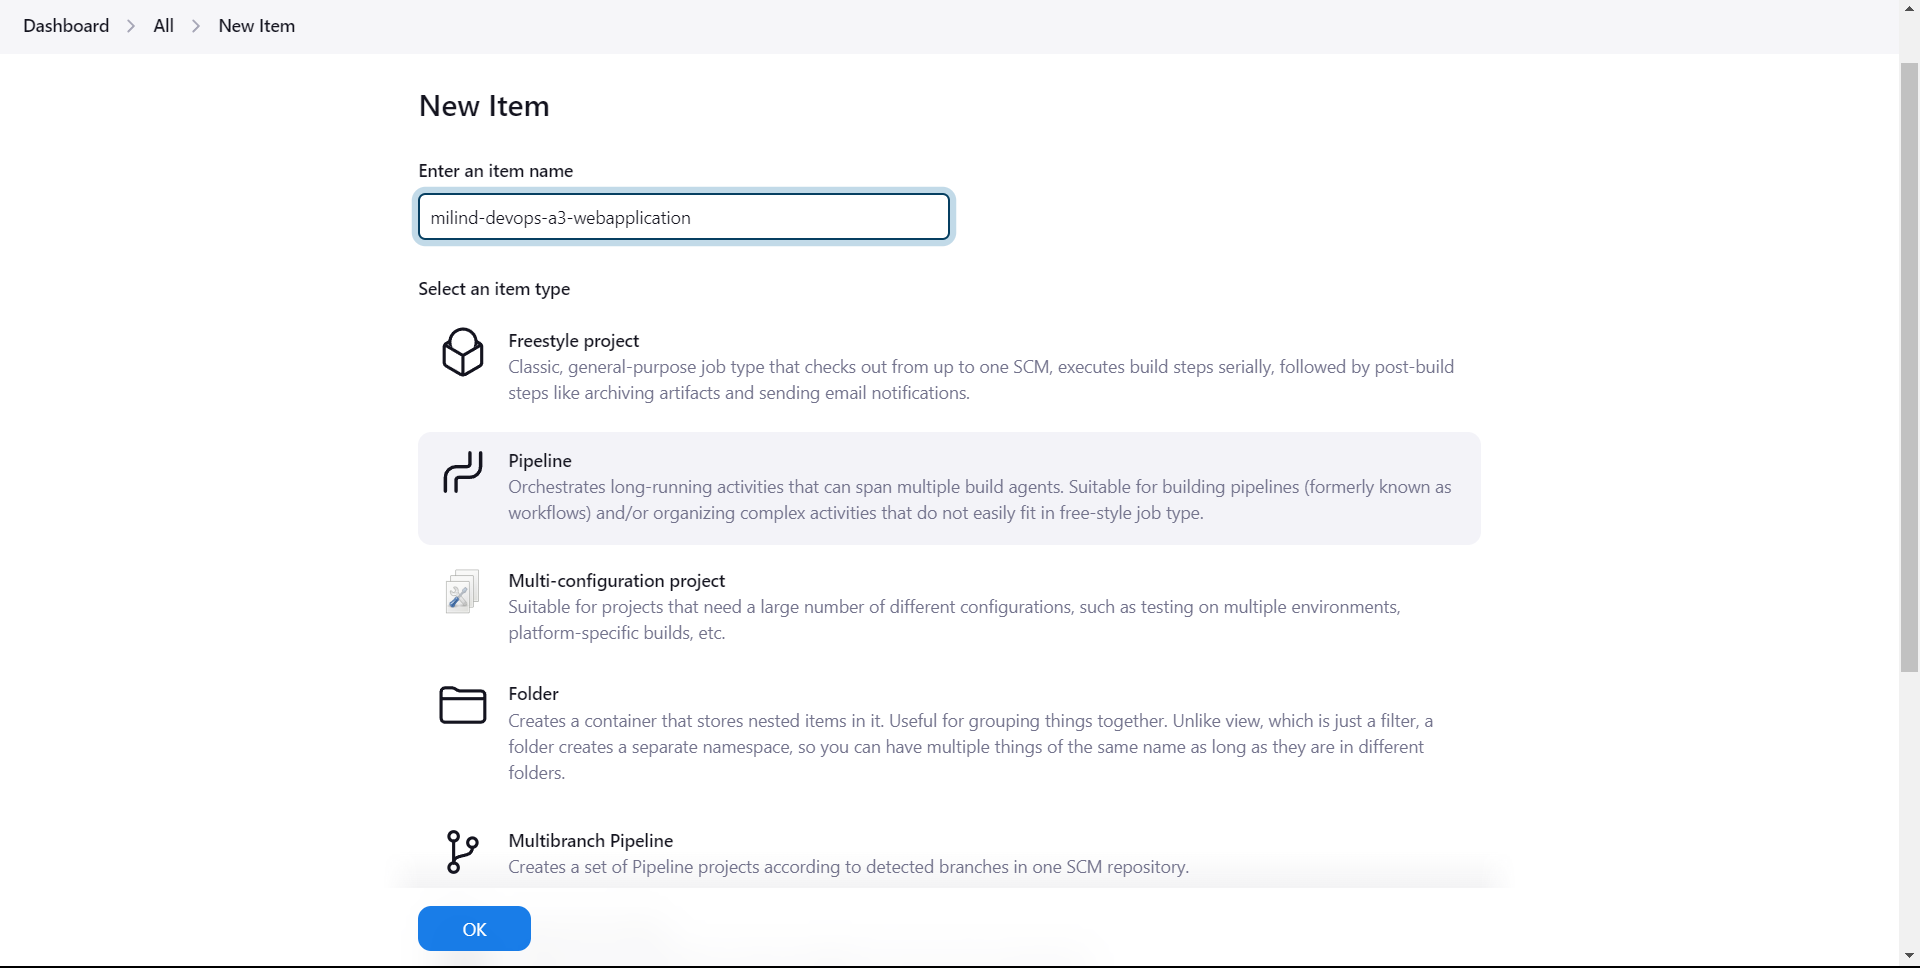 Dashboard > All > New Item
New Item
Enter an item name
milind-devops-a3-webapplication
Select an item type
Freestyle project
Classic, general-purpose job type that checks out from up to one SCM, executes build steps serially, followed by post-build
steps like archiving artifacts and sending email notifications.
Pipeline
Orchestrates long-running activities that can span multiple build agents. Suitable for building pipelines (formerly known as
workflows) and/or organizing complex activities that do not easily fit in free-style job type.
Multi-configuration project
Suitable for projects that need a large number of different configurations, such as testing on multiple environments,
platform-specific builds, etc.
Folder
Creates a container that stores nested items in it. Useful for grouping things together. Unlike view, which is just a filter, a
folder creates a separate namespace, so you can have multiple things of the same name as long as they are in different
folders.
Multibranch Pipeline
Creates a set of Pipeline projects according to detected branches in one SCM repository.
OK